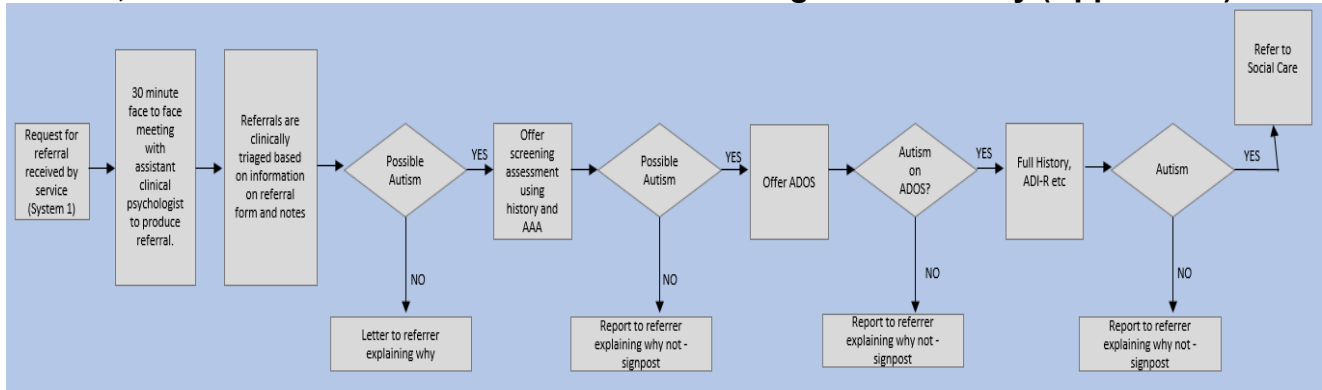 Request for
referral
received by
service
(System 1)
30 minute
face to face
meeting
with
assistant
clinical
psychologist
to produce
referral.
Referrals are
clinically
triaged based
on information
on referral
form and notes
Possible
Autism
YES
NO
Letter to referrer
explaining why
Offer
screening
assessment
using
history and
AAA
Possible
Autism
YES
NO
Report to referrer
explaining why not -
signpost
Offer ADOS
Autism
on
ADOS?
YES
NO
Report to referrer
explaining why not -
signpost
Full History,
ADI-R etc
Autism
YES
NO
Report to referrer
explaining why not -
signpost
Refer to
Social Care